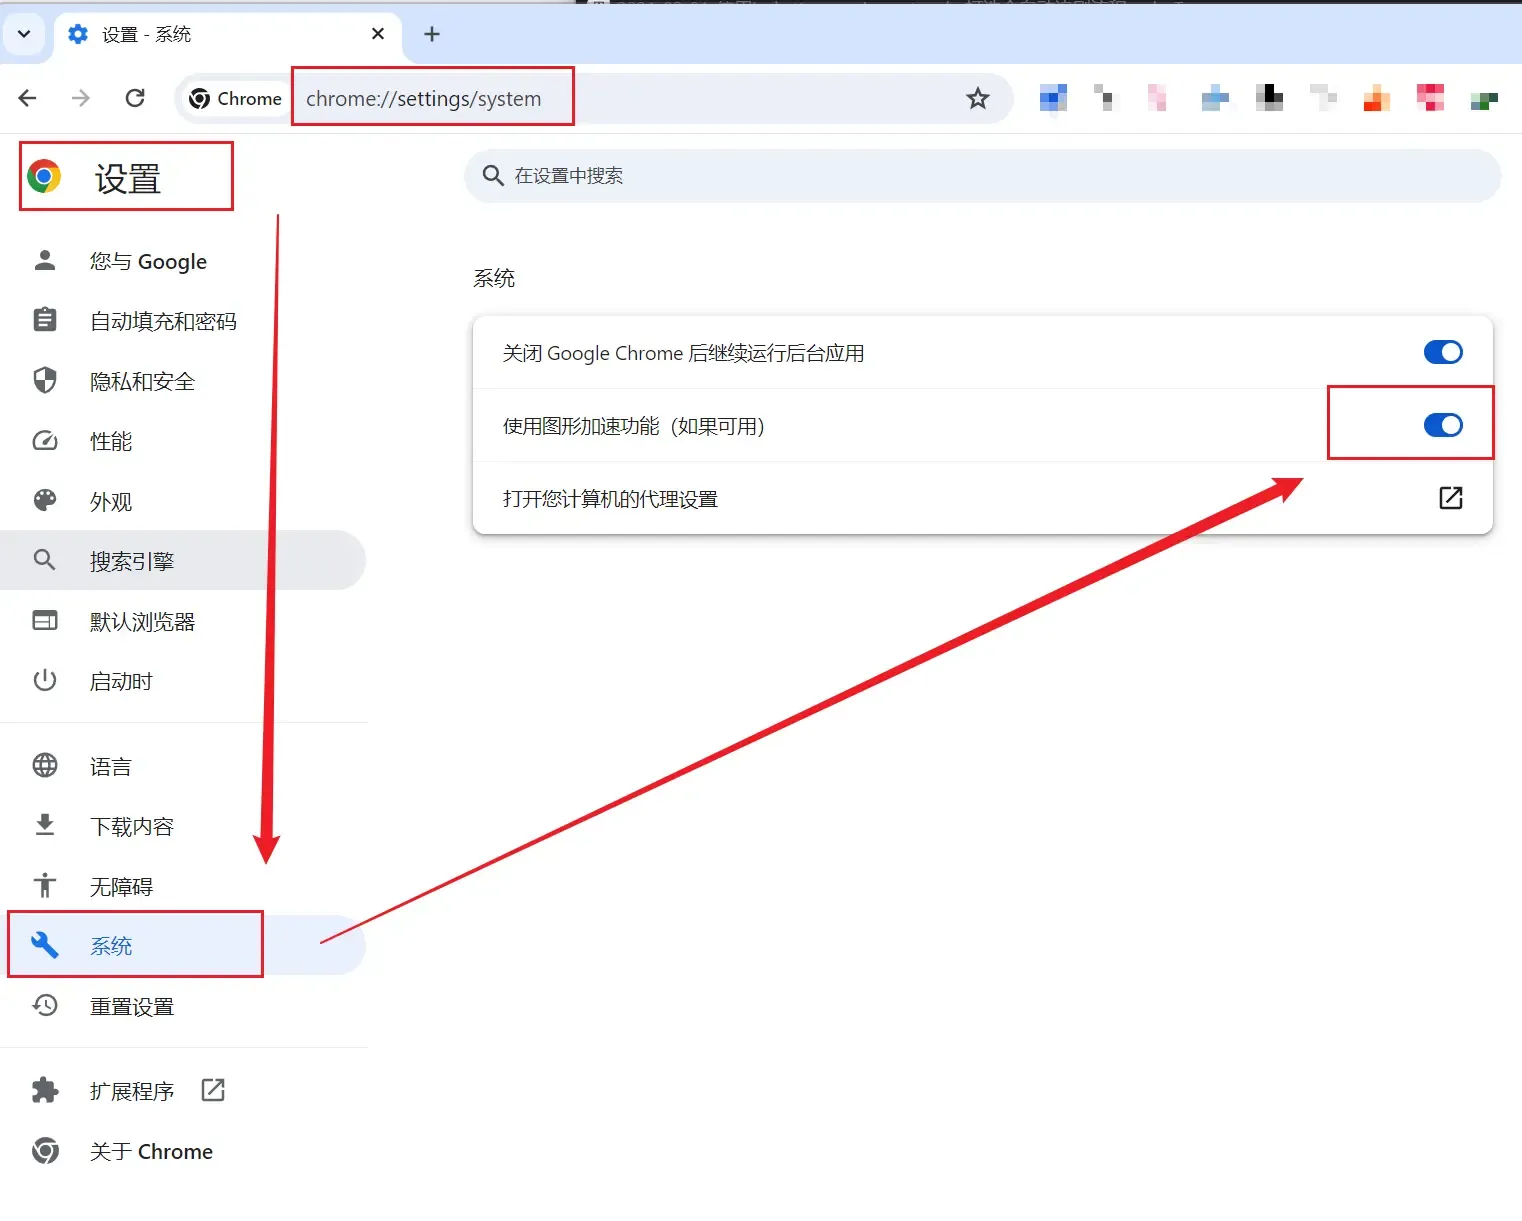 设置 - 系统
Chrome
chrome://settings/system
设置
在设置中搜索
您与 Google
自动填充和密码
隐私和安全
性能
外观
搜索引擎
默认浏览器
启动时
语言
下载内容
无障碍
系统
重置设置
扩展程序
关于 Chrome
系统
关闭 Google Chrome 后继续运行后台应用
使用图形加速功能（如果可用）
打开您计算机的代理设置